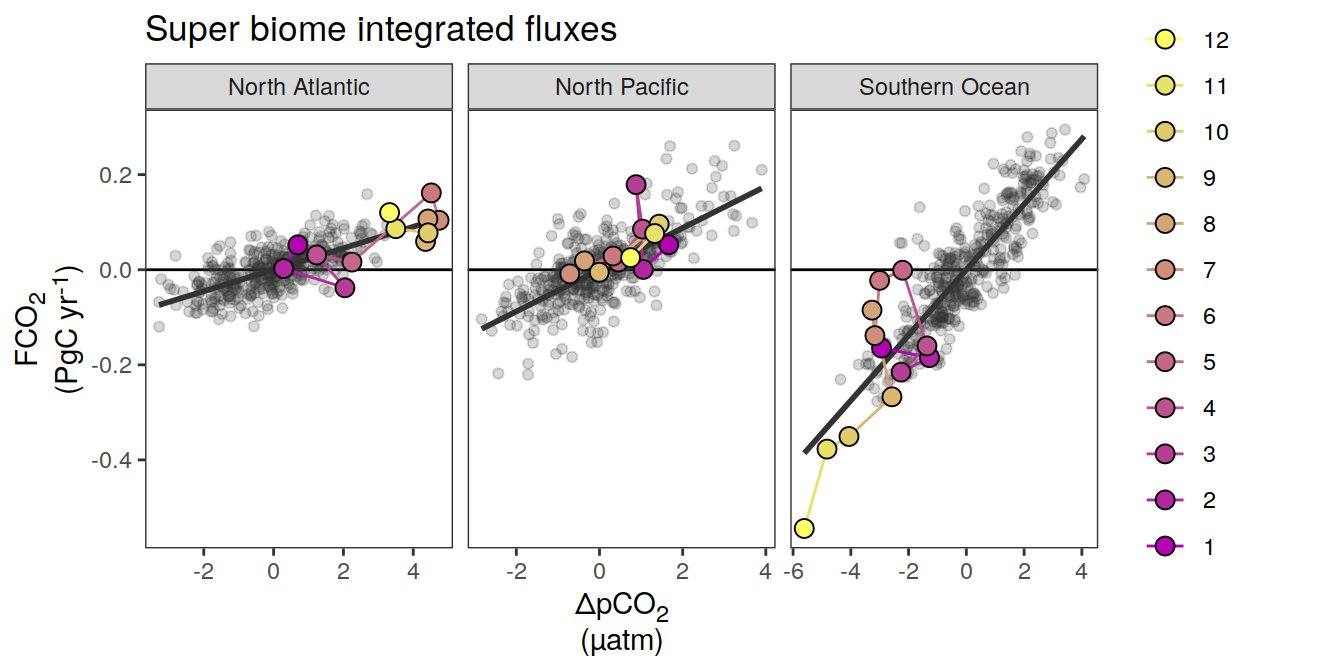 Super biome integrated fluxes
North Atlantic
North Pacific
Southern Ocean
FCO₂
(PgC yr⁻¹)
0.2
0.0
-0.2
-0.4
-2 0 2 4
-2 0 2 4
-6 -4 -2 0 2 4
ΔpCO₂
(µatm)
12
11
10
9
8
7
6
5
4
3
2
1